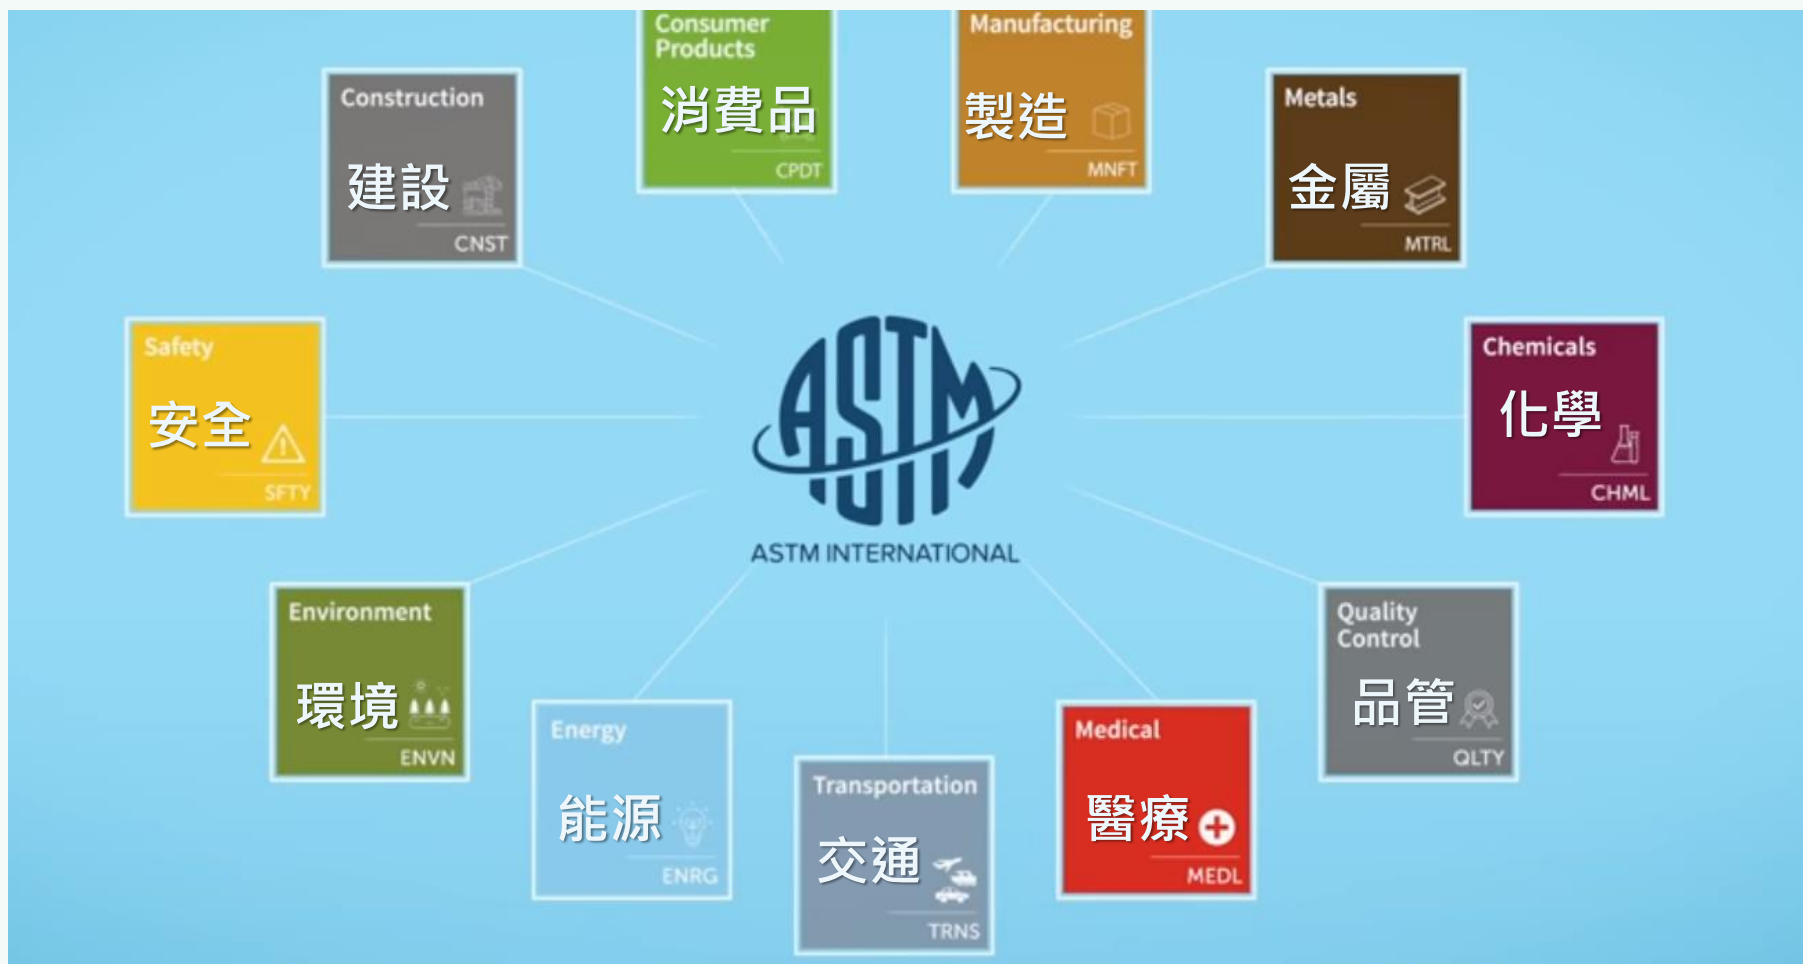 Consumer
Products
消費品
CPDT
Manufacturing
製造
MNFT
Construction
建設
CNST
Metals
金屬
MTRL
Safety
安全
SFTY
ASTM
ASTM INTERNATIONAL
Chemicals
化學
CHML
Environment
環境
ENVN
Quality
Control
品管
QLTY
Energy
能源
ENRG
Transportation
交通
TRNS
Medical
醫療
MEDL